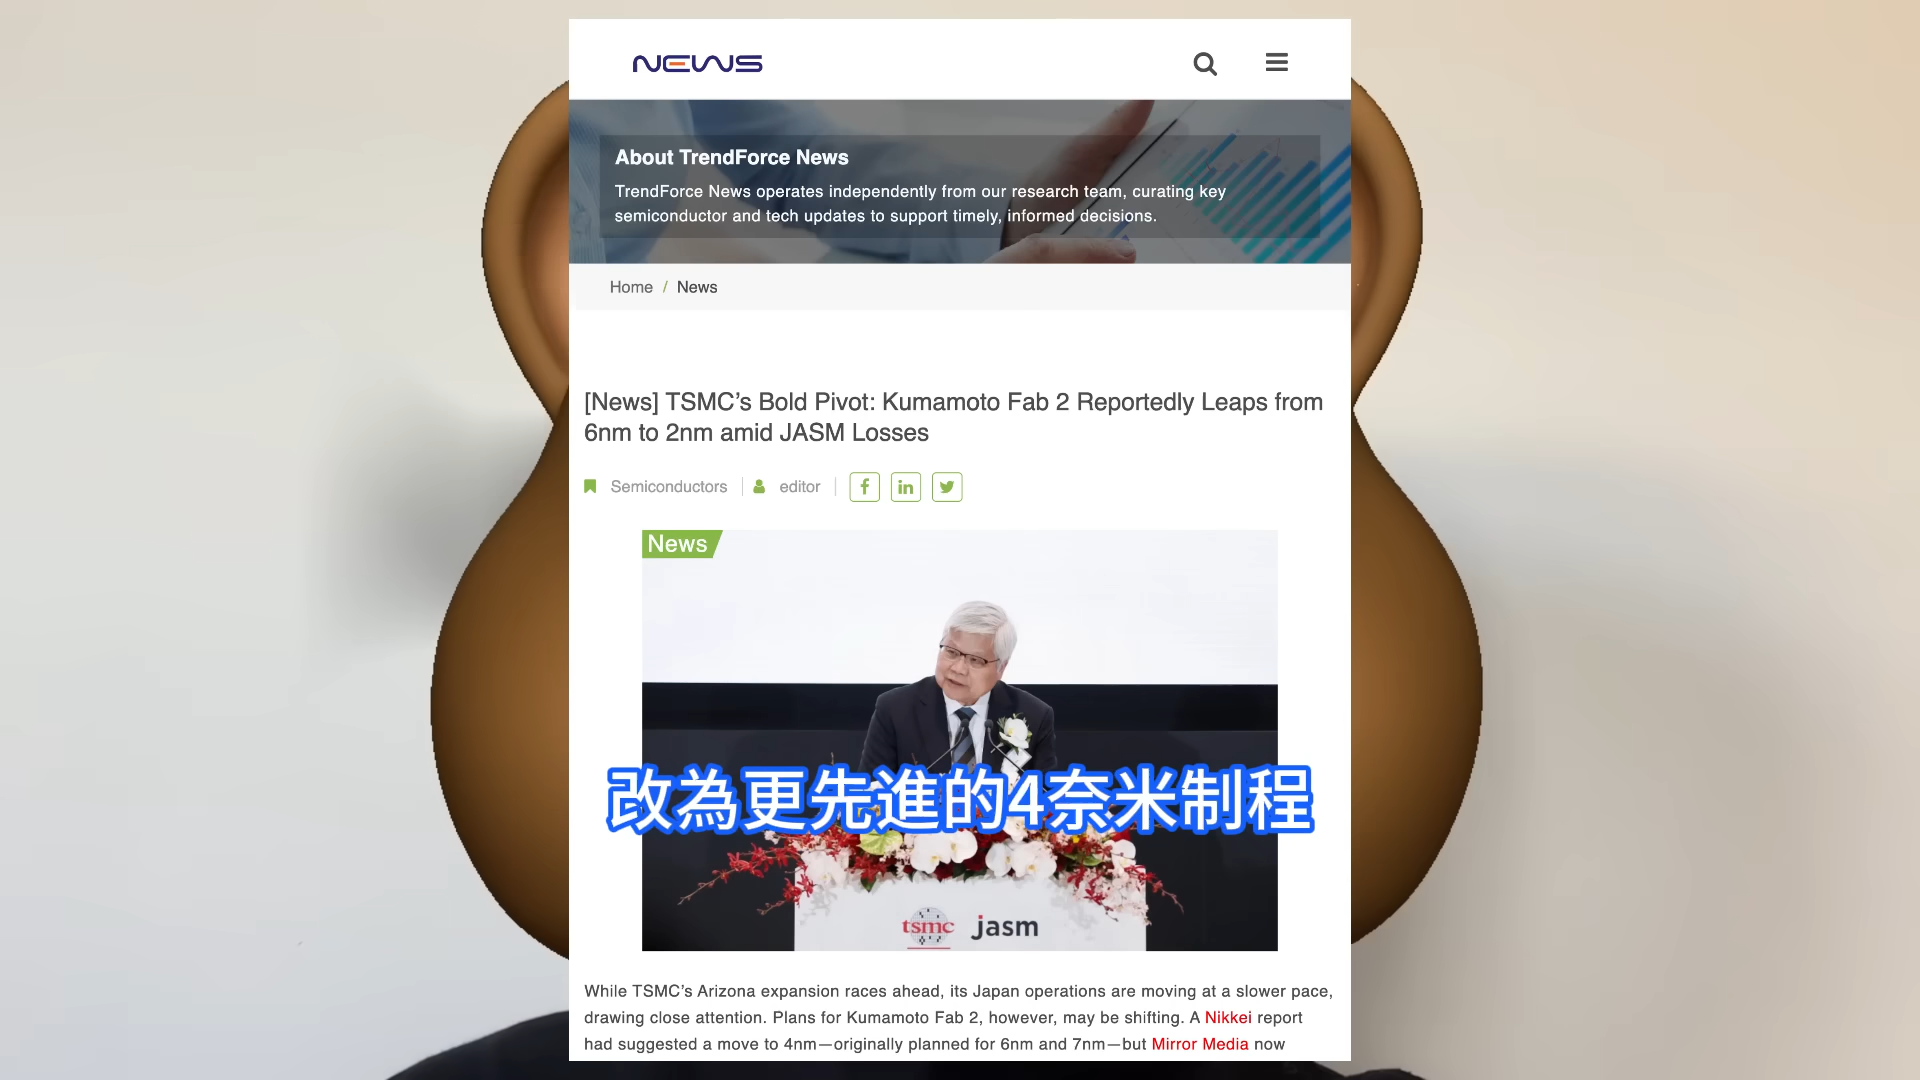 NEWS
About TrendForce News
TrendForce News operates independently from our research team, curating key
semiconductor and tech updates to support timely, informed decisions.
Home / News
[News] TSMC’s Bold Pivot: Kumamoto Fab 2 Reportedly Leaps from
6nm to 2nm amid JASM Losses
Semiconductors editor
News
改為更先進的4奈米制程
tsmc jasm
While TSMC’s Arizona expansion races ahead, its Japan operations are moving at a slower pace,
drawing close attention. Plans for Kumamoto Fab 2, however, may be shifting. A Nikkei report
had suggested a move to 4nm—originally planned for 6nm and 7nm—but Mirror Media now